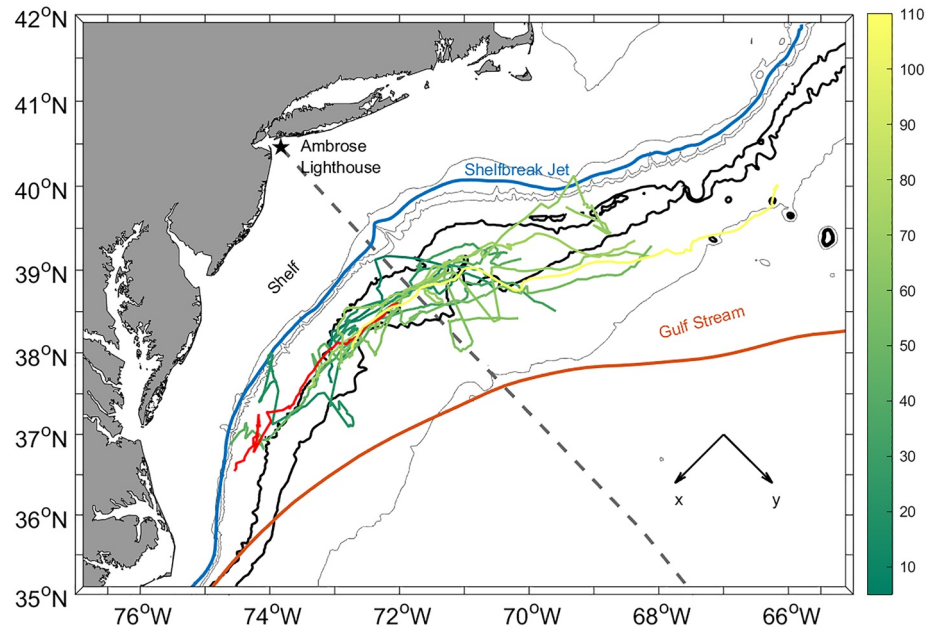 42°N
41°N
40°N
39°N
38°N
37°N
36°N
35°N
Ambrose
Lighthouse
Shelfbreak Jet
Shelf
Gulf Stream
x
y
76°W
74°W
72°W
70°W
68°W
66°W
110
100
90
80
70
60
50
40
30
20
10